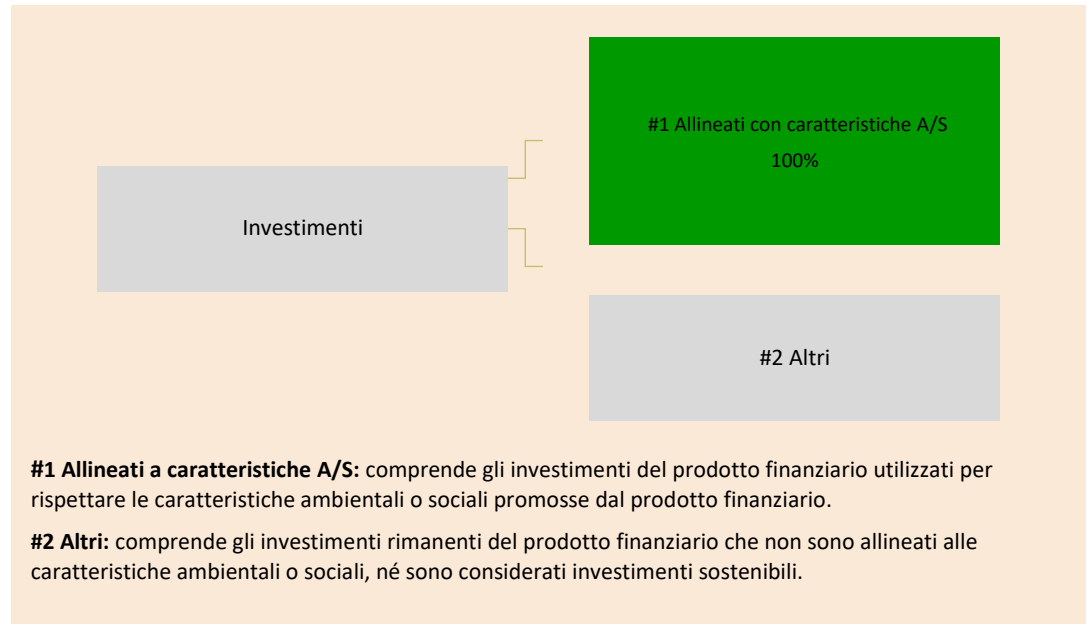 #1 Allineati con caratteristiche A/S
100%
Investimenti
#2 Altri
#1 Allineati a caratteristiche A/S: comprende gli investimenti del prodotto finanziario utilizzati per
rispettare le caratteristiche ambientali o sociali promosse dal prodotto finanziario.
#2 Altri: comprende gli investimenti rimanenti del prodotto finanziario che non sono allineati alle
caratteristiche ambientali o sociali, né sono considerati investimenti sostenibili.